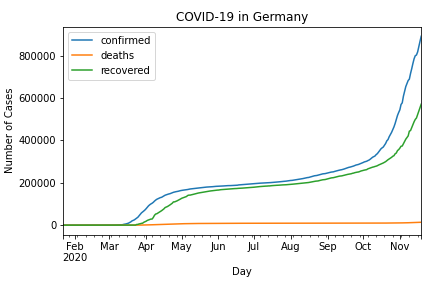 COVID-19 in Germany
confirmed
deaths
recovered
Number of Cases
800000
600000
400000
200000
0
Feb Mar Apr May Jun Jul Aug Sep Oct Nov
2020
Day